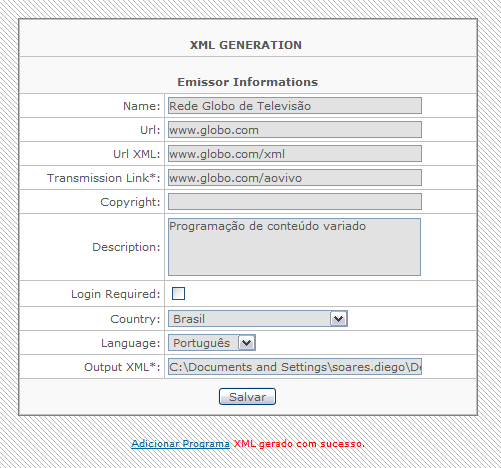 XML GENERATION
Emissor Informations
Name: Rede Globo de Televisão
Url: www.globo.com
Url XML: www.globo.com/xml
Transmission Link*: www.globo.com/aovivo
Copyright:
Description: Programação de conteúdo variado
Login Required:
Country: Brasil
Language: Português
Output XML*: C:\Documents and Settings\soares.diego\De
Salvar
Adicionar Programa XML gerado com sucesso.